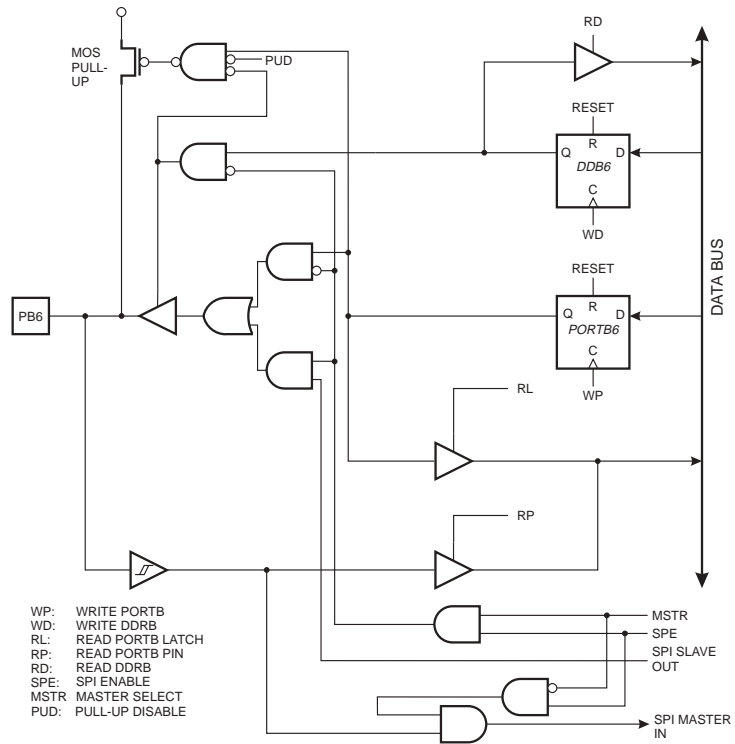 RD
MOS
PULL-
UP
PUD
RESET
R
Q
D
DDB6
C
WD
DATA BUS
RESET
R
Q
D
PORTB6
C
WP
PB6
RL
RP
WP: WRITE PORTB
WD: WRITE DDRB
RL: READ PORTB LATCH
RP: READ PORTB PIN
RD: READ DDRB
SPE: SPI ENABLE
MSTR MASTER SELECT
PUD: PULL-UP DISABLE
MSTR
SPE
SPI SLAVE
OUT
SPI MASTER
IN